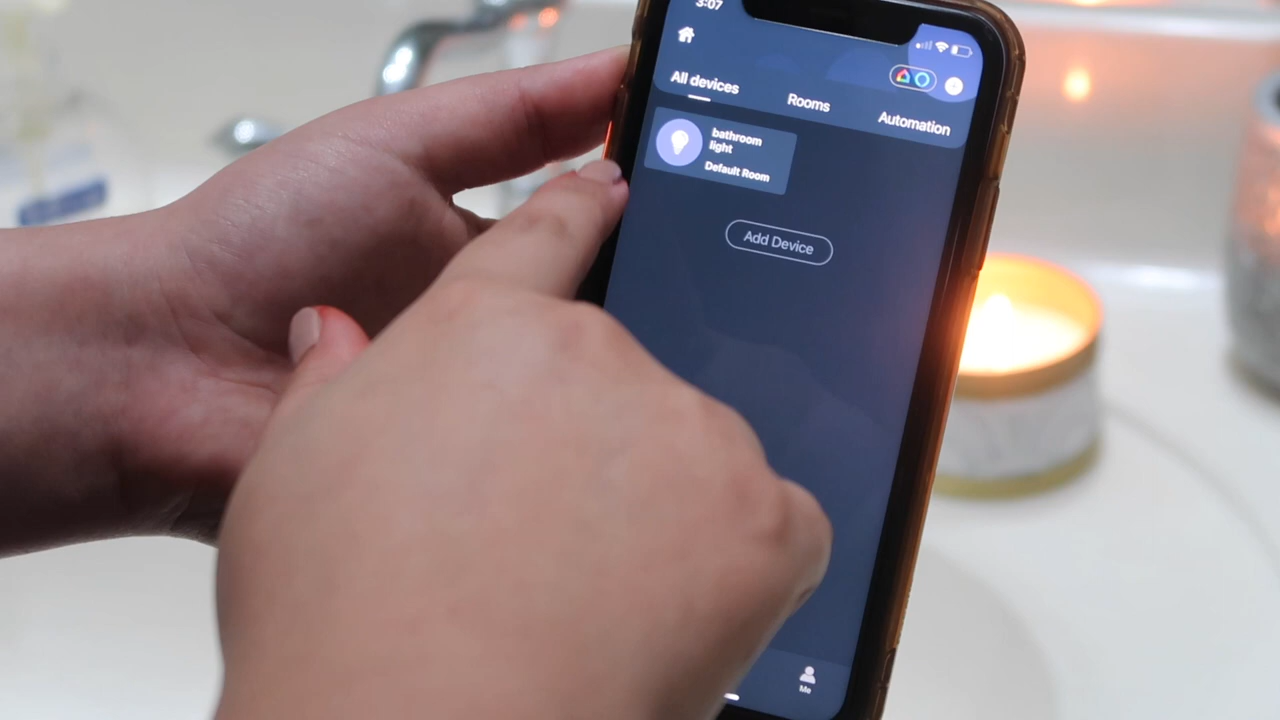 3:07
All devices
Rooms
Automation
bathroom
light
Default Room
Add Device
Me